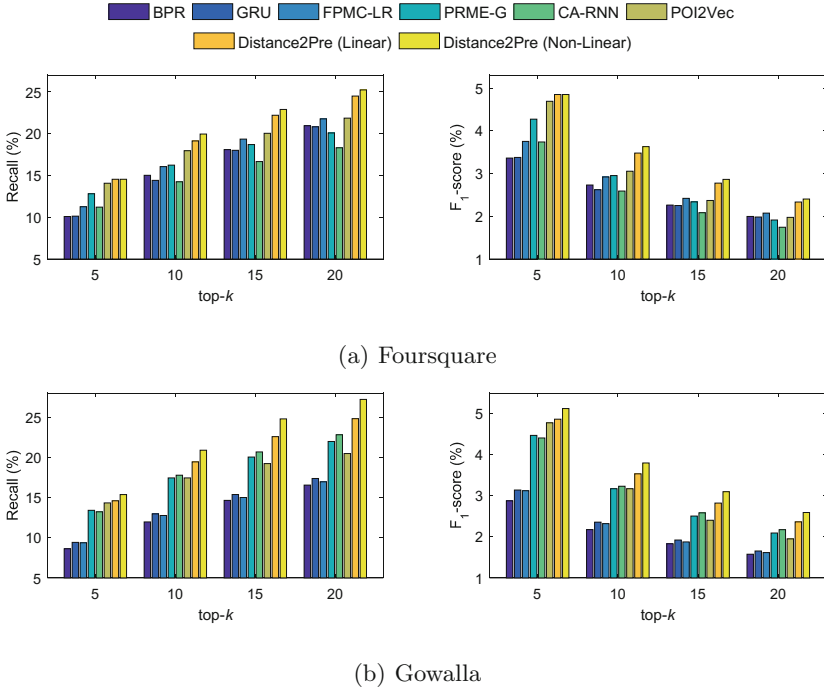 BPR GRU FPMC-LR PRME-G CA-RNN POI2Vec
Distance2Pre (Linear) Distance2Pre (Non-Linear)
25
20
15
10
5
Recall (%)
5 10 15 20
top-k
5
4
3
2
1
F1-score (%)
5 10 15 20
top-k
(a) Foursquare
25
20
15
10
5
Recall (%)
5 10 15 20
top-k
5
4
3
2
1
F1-score (%)
5 10 15 20
top-k
(b) Gowalla